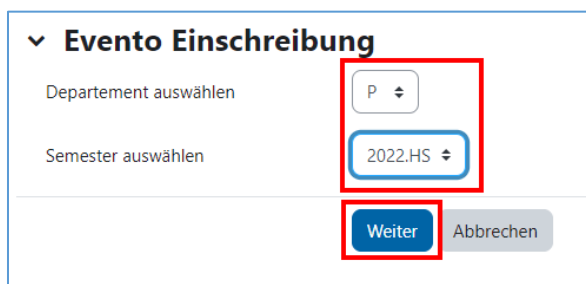 Evento Einschreibung
Departement auswählen P
Semester auswählen 2022.HS
Weiter Abbrechen